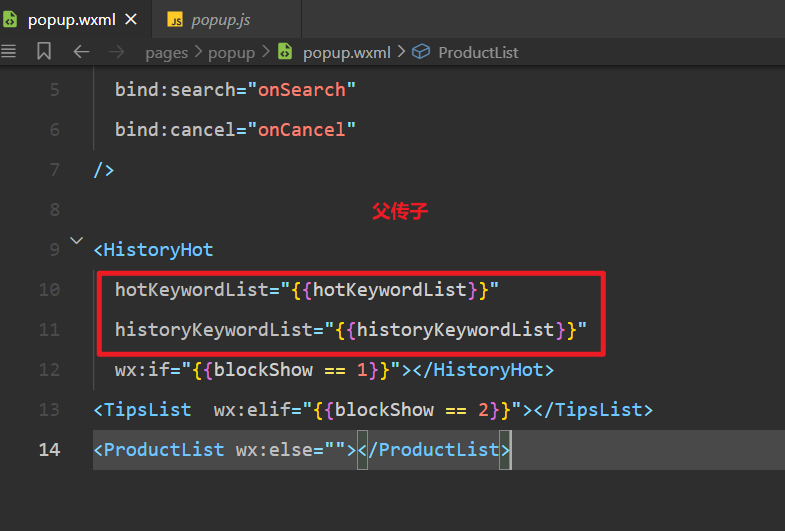 popup.wxml
JS popup.js
pages popup popup.wxml ProductList
5 bind:search="onSearch"
6 bind:cancel="onCancel"
7 />
8 父传子
9 <HistoryHot
10 hotKeywordList="{{hotKeywordList}}"
11 historyKeywordList="{{historyKeywordList}}"
12 wx:if="{{blockShow == 1}}"></HistoryHot>
13 <TipsList  wx:elif="{{blockShow == 2}}"></TipsList>
14 <ProductList wx:else=""></ProductList>